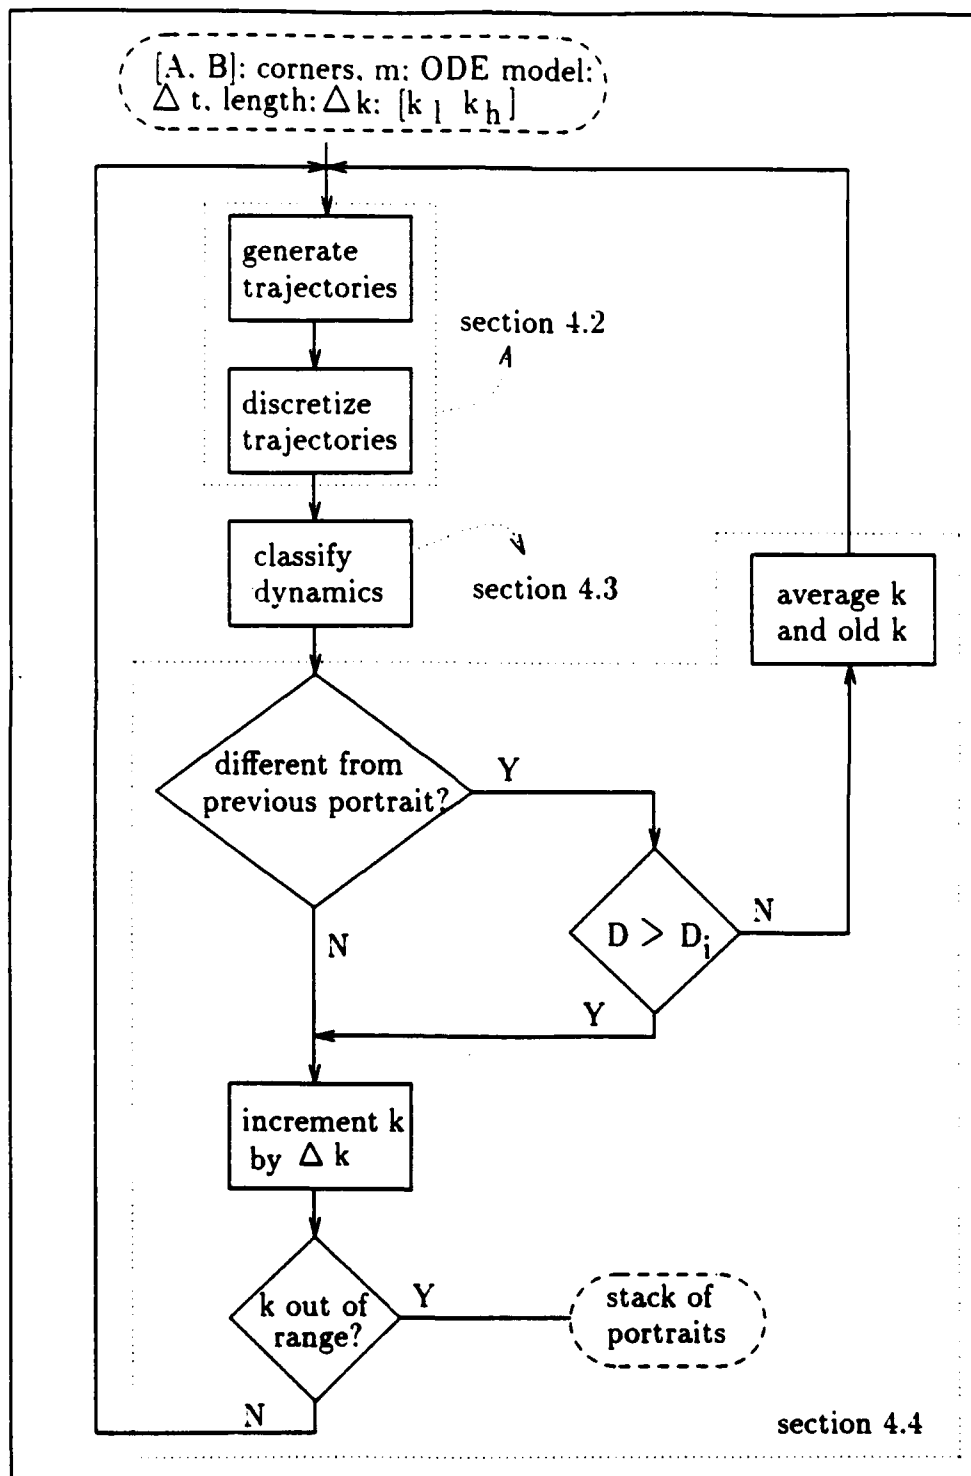 [A, B]: corners, m: ODE model:
Δ t, length: Δ k: [k l k h]
generate
trajectories
section 4.2
discretize
trajectories
classify
dynamics
section 4.3
average k
and old k
different from
previous portrait?
Y
D > D i
N
N
Y
increment k
by Δ k
k out of
range?
Y
stack of
portraits
N
section 4.4